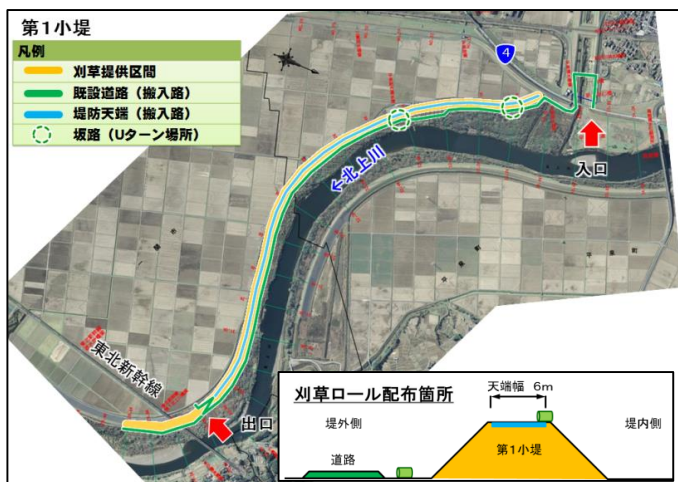 第1小堤
凡例
刈草提供区間
既設道路（搬入路）
堤防天端（搬入路）
坂路（Uターン場所）
4
入口
←北上川
東北新幹線
出口
刈草ロール配布箇所
天端幅 6m
堤外側
堤内側
道路
第1小堤